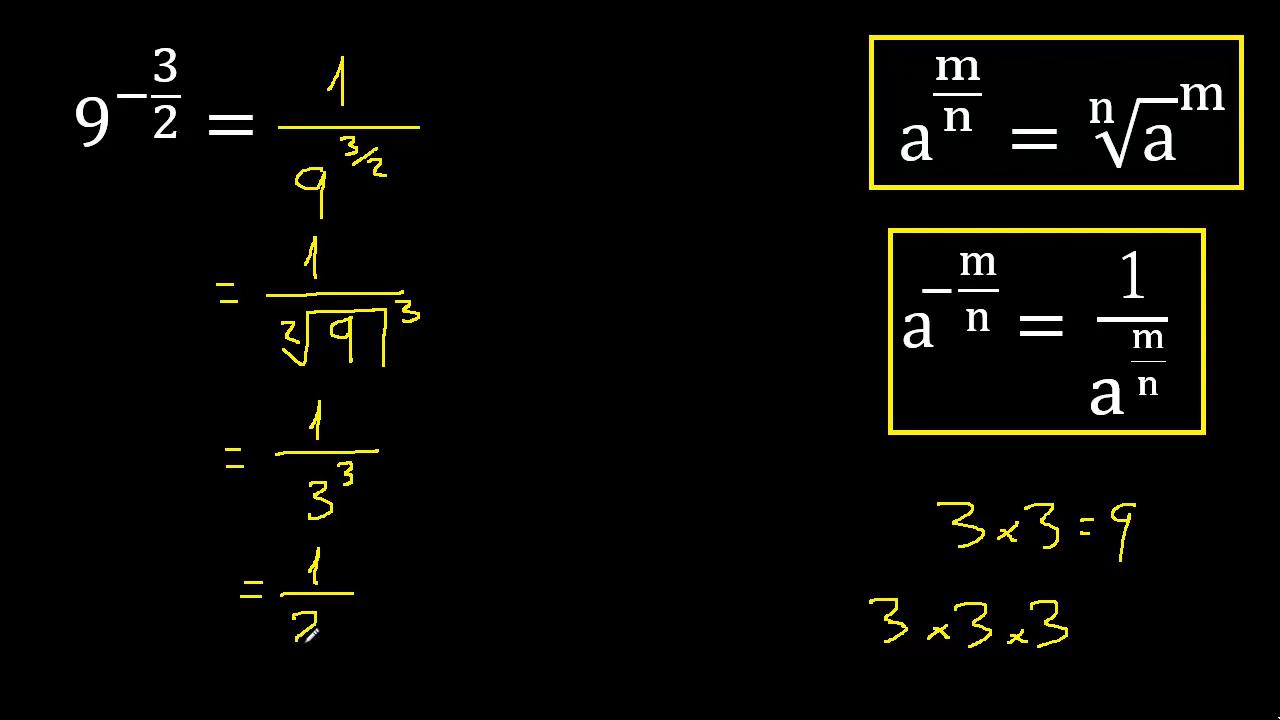 9^(-3/2) = 1 / 9^(3/2)
= 1 / ²√9 ³
= 1 / 3³
= 1 / 2
a^(m/n) = ⁿ√a ᵐ
a^(-m/n) = 1 / a^(m/n)
3 × 3 = 9
3 × 3 × 3